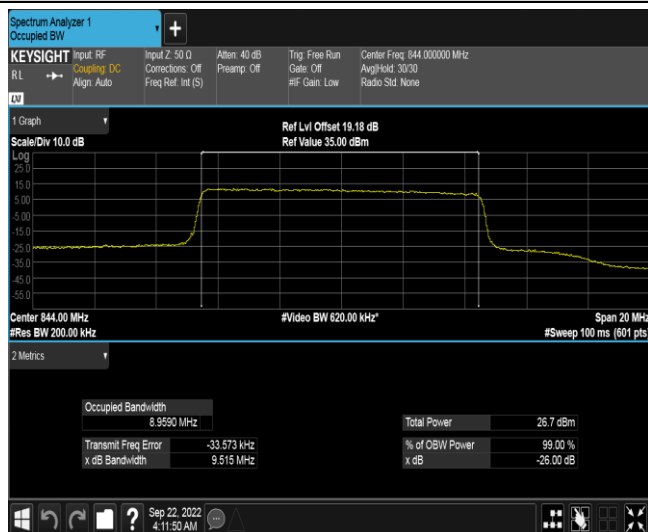 Spectrum Analyzer 1
Occupied BW
KEYSIGHT
R L
LXI
Input: RF
Coupling: DC
Align: Auto
Input Z: 50 Ω
Corrections: Off
Freq Ref: Int (S)
Atten: 40 dB
Preamp: Off
Trig: Free Run
Gate: Off
#IF Gain: Low
Center Freq: 844.000000 MHz
Avg|Hold: 30/30
Radio Std: None
1 Graph
Scale/Div 10.0 dB
Ref Lvl Offset 19.18 dB
Ref Value 35.00 dBm
Log
25.0
15.0
5.00
-5.00
-15.0
-25.0
-35.0
-45.0
-55.0
Center 844.00 MHz
#Res BW 200.00 kHz
#Video BW 620.00 kHz*
Span 20 MHz
#Sweep 100 ms (601 pts)
2 Metrics
Occupied Bandwidth
8.9590 MHz
Transmit Freq Error -33.573 kHz
x dB Bandwidth 9.515 MHz
Total Power 26.7 dBm
% of OBW Power 99.00 %
x dB -26.00 dB
?
Sep 22, 2022
4:11:50 AM